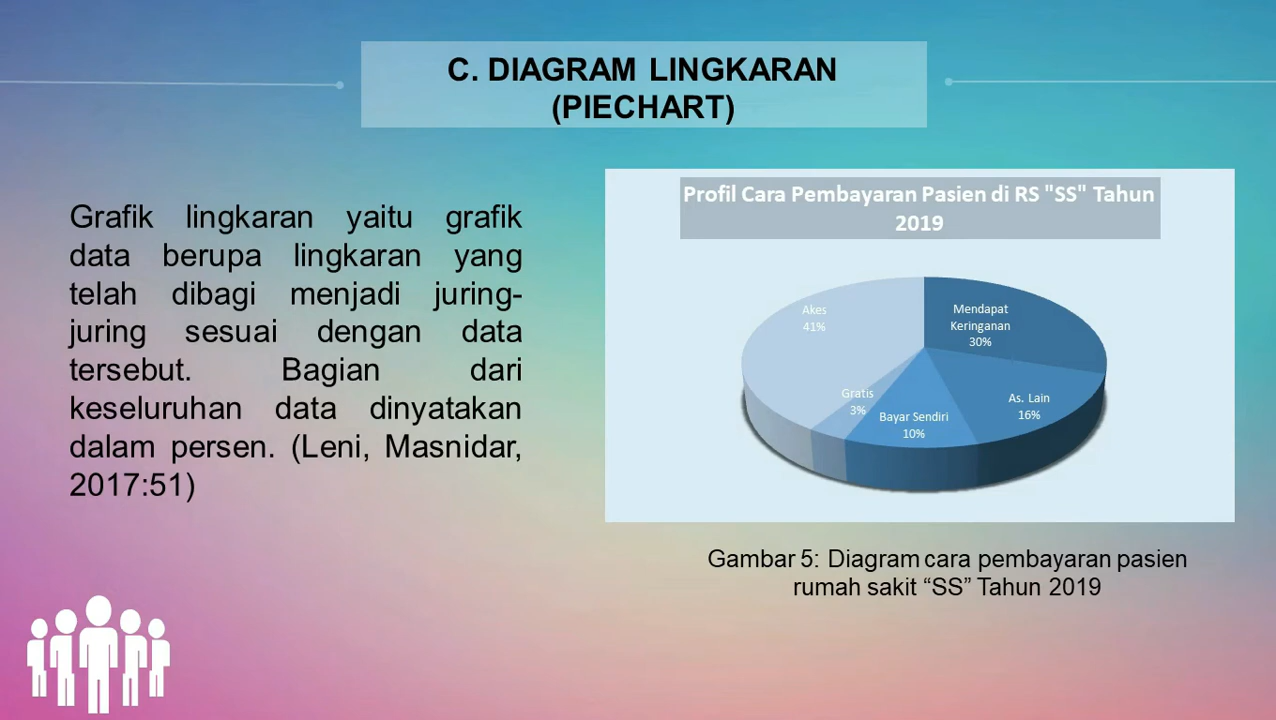 C. DIAGRAM LINGKARAN
(PIECHART)
Grafik lingkaran yaitu grafik
data berupa lingkaran yang
telah dibagi menjadi juring-
juring sesuai dengan data
tersebut. Bagian dari
keseluruhan data dinyatakan
dalam persen. (Leni, Masnidar,
2017:51)
Profil Cara Pembayaran Pasien di RS "SS" Tahun
2019
Akes
41%
Mendapat
Keringanan
30%
As. Lain
16%
Bayar Sendiri
10%
Gratis
3%
Gambar 5: Diagram cara pembayaran pasien
rumah sakit “SS” Tahun 2019